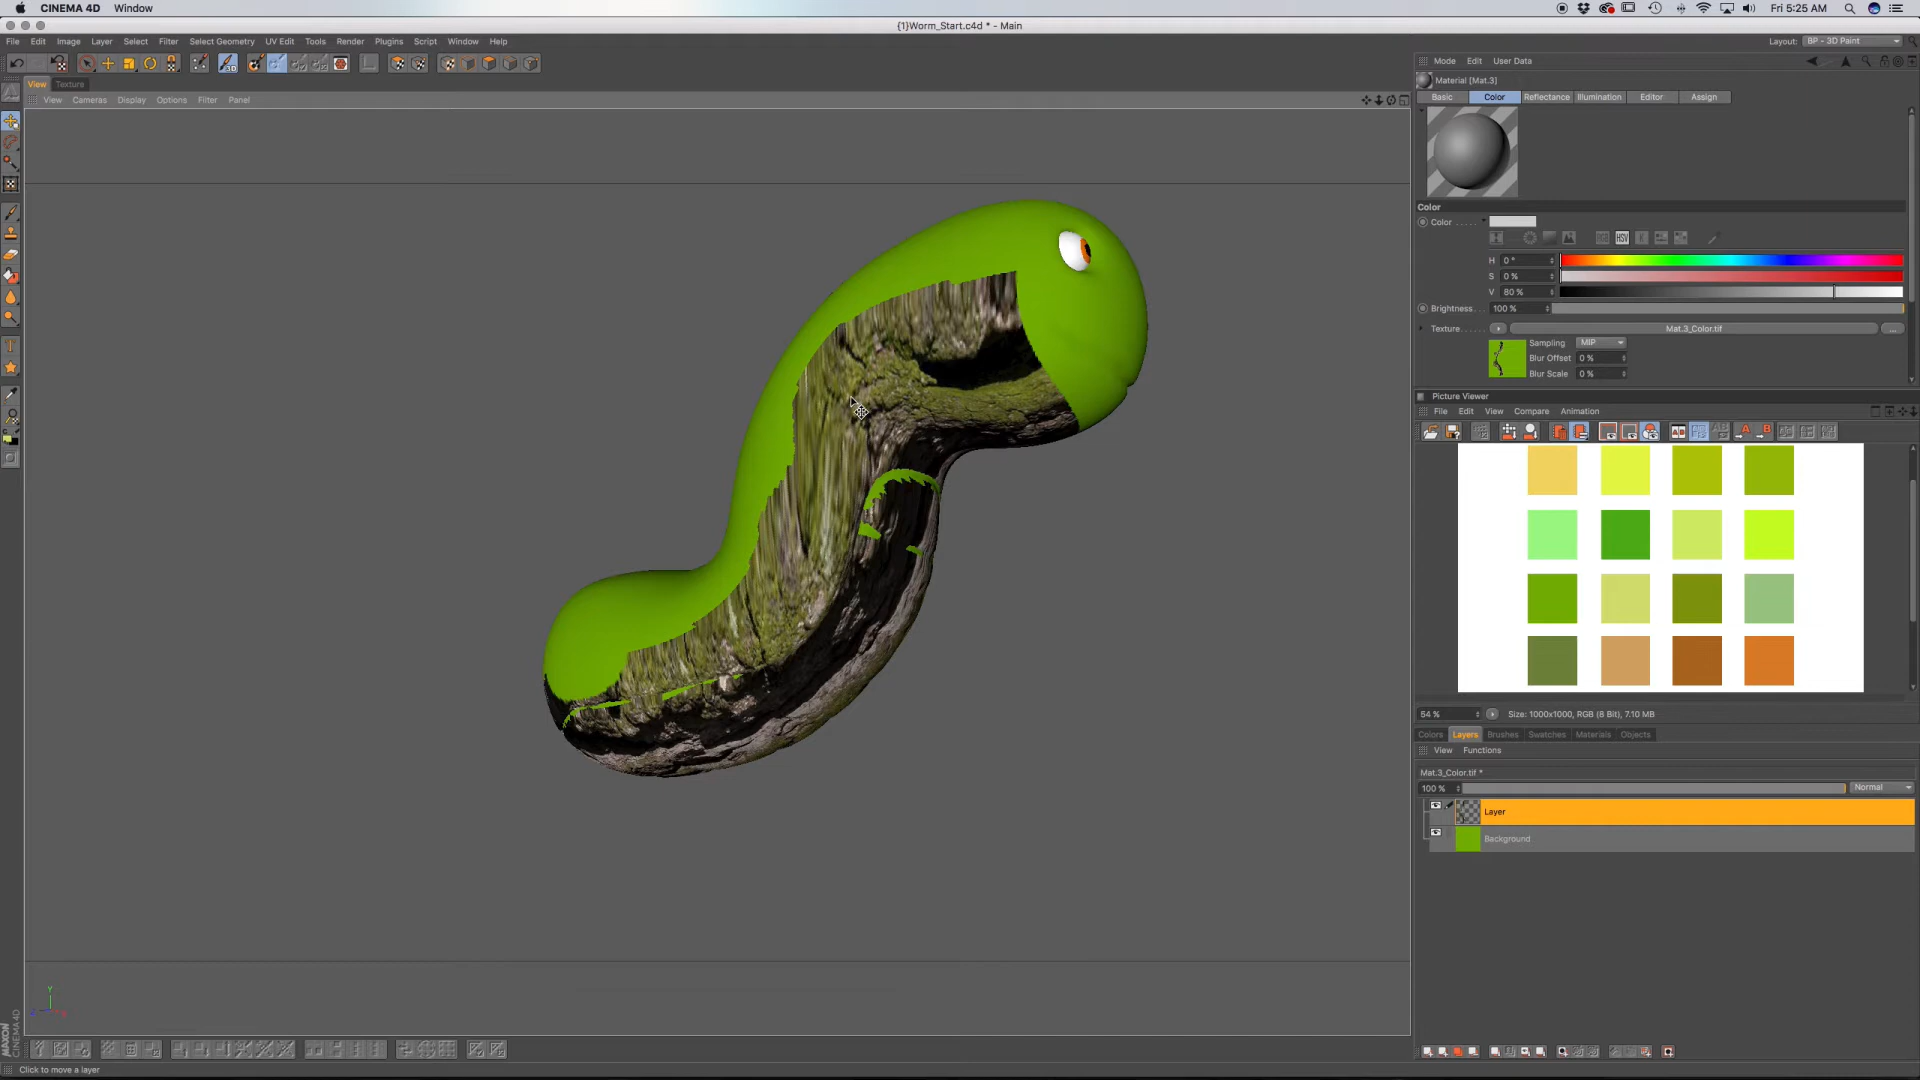 CINEMA 4D Window Fri 5:25 AM
{1}Worm_Start.c4d * - Main
File Edit Image Layer Select Filter Select Geometry UV Edit Tools Render Plugins Script Window Help Layout: BP - 3D Paint
View Texture
View Cameras Display Options Filter Panel
Mode Edit User Data
Material [Mat.3]
Basic Color Reflectance Illumination Editor Assign
Color
Color
HSV
H 0 °
S 0 %
V 80 %
Brightness 100 %
Texture Mat.3_Color.tif ...
Sampling MIP
Blur Offset 0 %
Blur Scale 0 %
Picture Viewer
File Edit View Compare Animation
54 % Size: 1000x1000, RGB (8 Bit), 7.10 MB
Colors Layers Brushes Swatches Materials Objects
View Functions
Mat.3_Color.tif *
100 % Normal
Layer
Background
Y
MAXON CINEMA4D
Click to move a layer